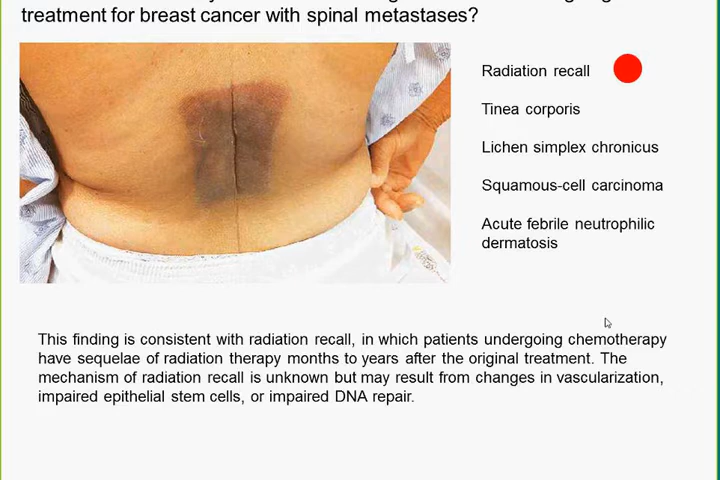 treatment for breast cancer with spinal metastases?
Radiation recall
Tinea corporis
Lichen simplex chronicus
Squamous-cell carcinoma
Acute febrile neutrophilic
dermatosis
This finding is consistent with radiation recall, in which patients undergoing chemotherapy
have sequelae of radiation therapy months to years after the original treatment. The
mechanism of radiation recall is unknown but may result from changes in vascularization,
impaired epithelial stem cells, or impaired DNA repair.